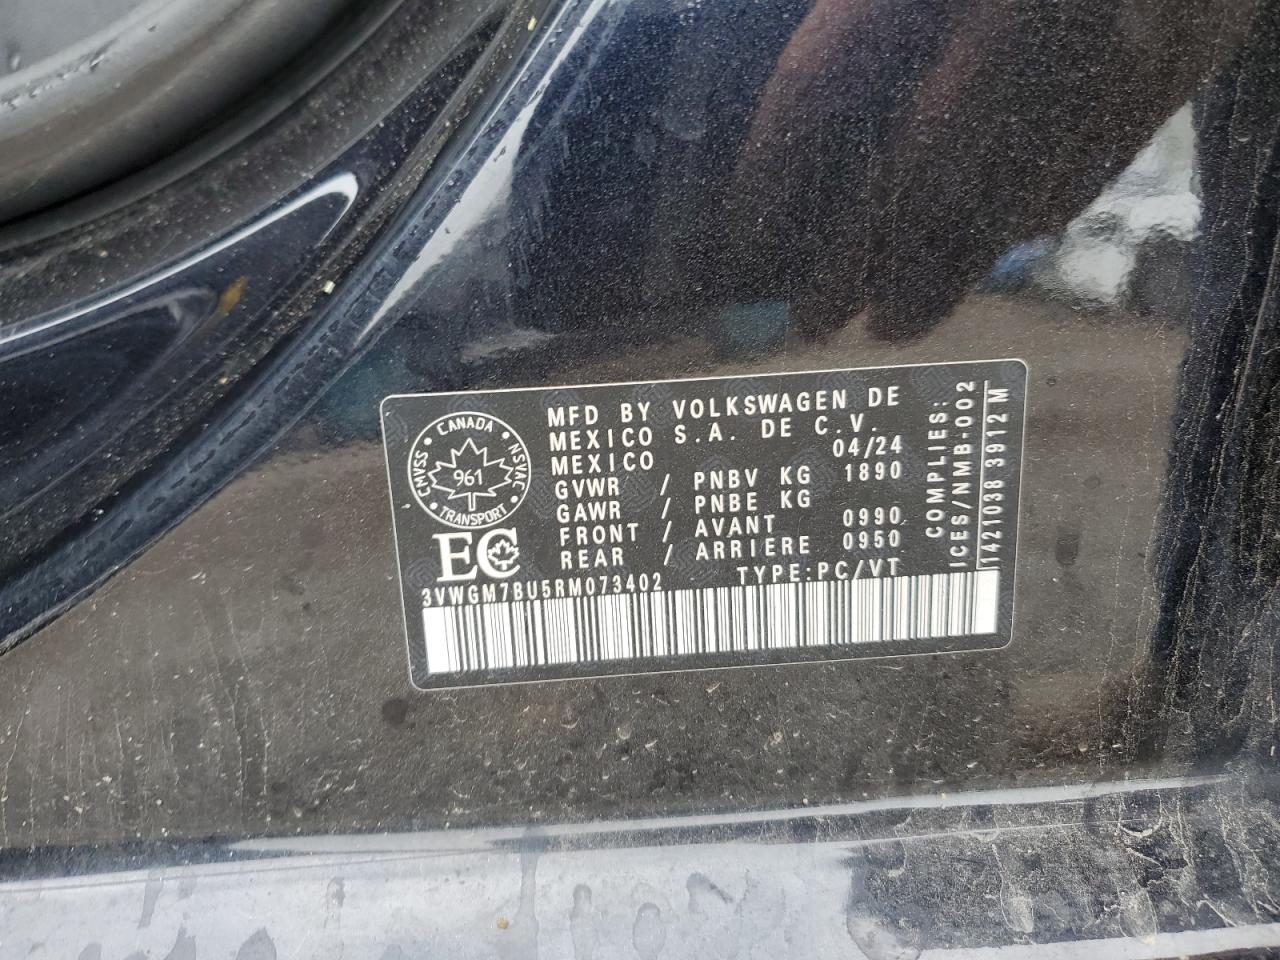 CANADA
CMVSS
NSVAC
961
TRANSPORT
EC
MFD BY VOLKSWAGEN DE
MEXICO S.A. DE C.V.
MEXICO 04/24
GVWR / PNBV KG 1890
GAWR / PNBE KG
FRONT / AVANT 0990
REAR / ARRIERE 0950
3VWGM7BU5RM073402 TYPE:PC/VT
COMPLIES:
ICES/NMB-002
1421038 3912 M